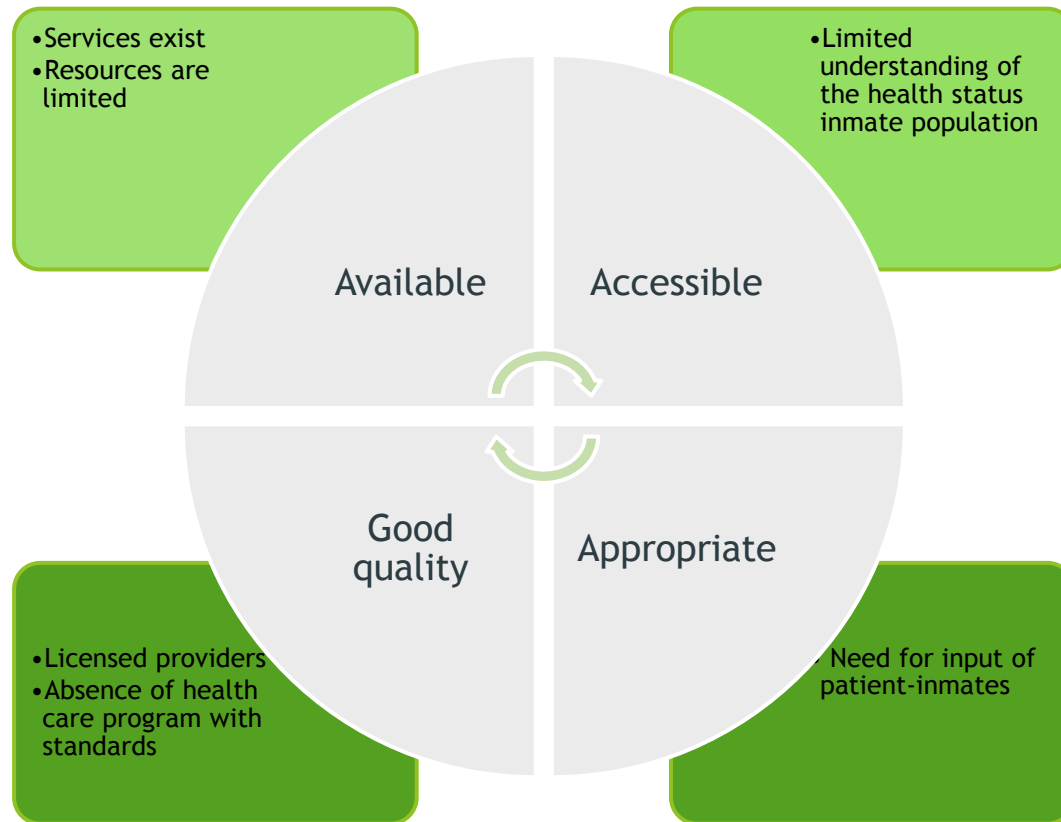 •Services exist
•Resources are
limited
•Limited
understanding of
the health status
inmate population
Available
Accessible
Good
quality
Appropriate
•Licensed providers
•Absence of health
care program with
standards
• Need for input of
patient-inmates